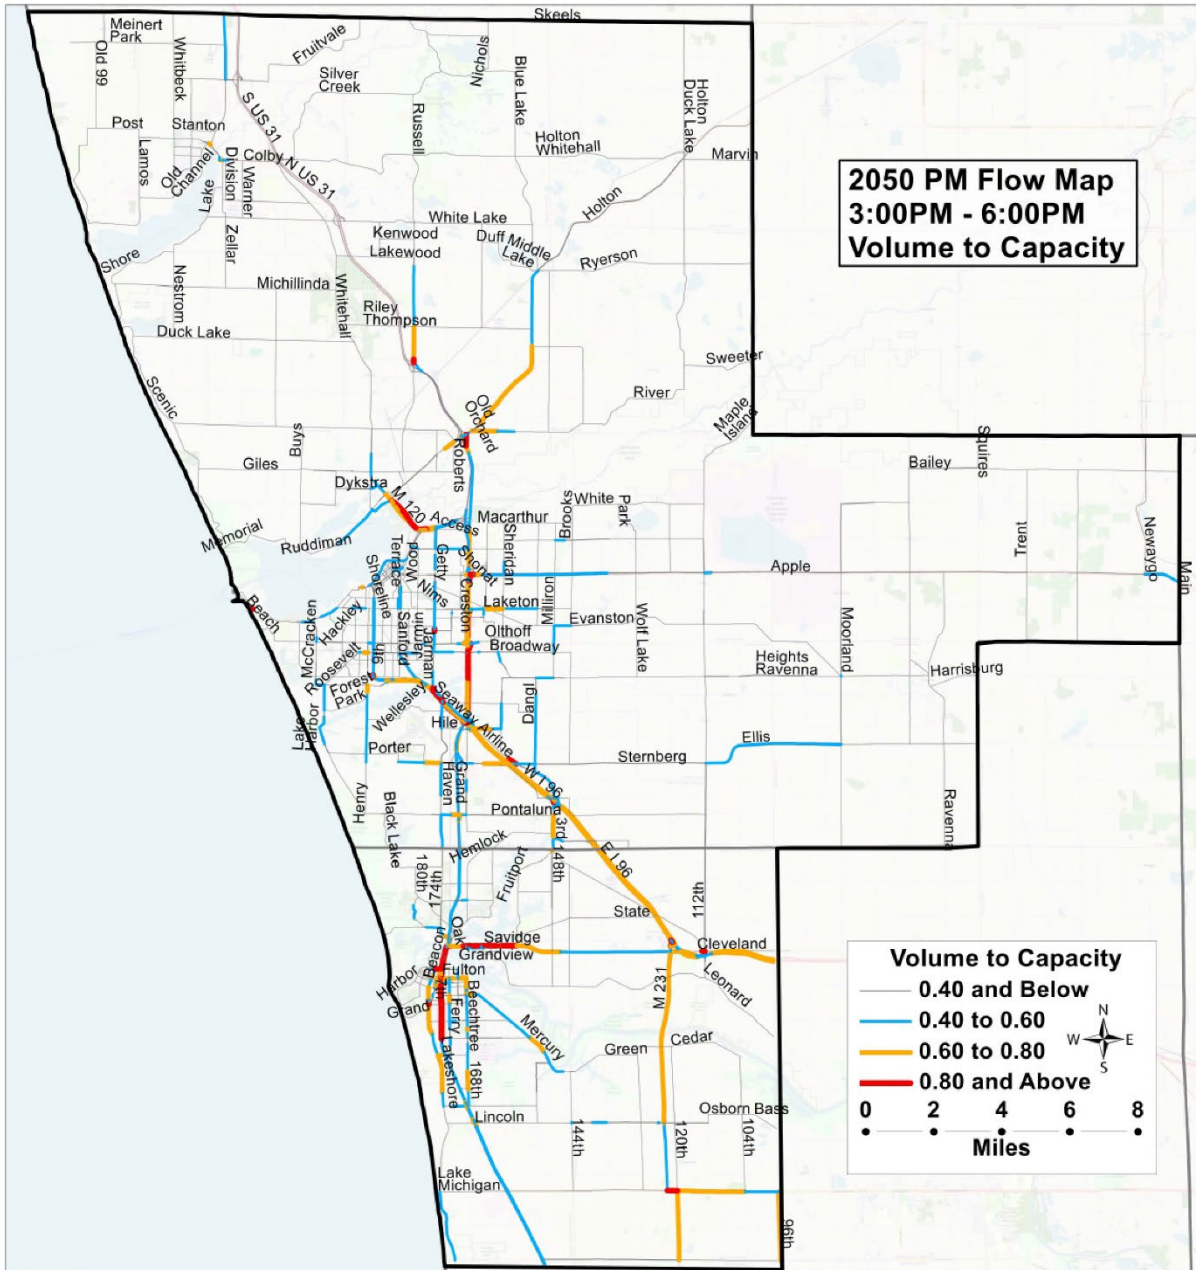 Skeels
Meinert
Park
Old 99
Whitbeck
Fruitvale
Silver
Creek
Nichols
Blue Lake
Holton
Duck Lake
Russell
S US 31
Post
Stanton
Lamos
Old
Channel
Lake
Division
Colby
Warner
N US 31
Holton
Whitehall
Marvin
2050 PM Flow Map
3:00PM - 6:00PM
Volume to Capacity
White Lake
Holton
Kenwood
Lakewood
Duff
Middle
Lake
Ryerson
Zellar
Shore
Nestrom
Michillinda
Whitehall
Riley
Thompson
Duck Lake
Sweeter
River
Scenic
Old
Orchard
Maple
Island
Buys
Roberts
Giles
Squires
Bailey
Dykstra
M 120
Access
Macarthur
Brooks
White
Park
Trent
Newaygo
Memorial
Ruddiman
Terrace
Wood
Getty
Shonat
Sheridan
Apple
Main
Shoreline
Nims
Creston
Beach
McCracken
Hackley
Laketon
Milliron
Evanston
Wolf Lake
Moorland
Sanford
Jarman
Jarman
Olthoff
Broadway
9th
Roosevelt
Forest
Park
Heights
Ravenna
Harrisburg
Wellesley
Seaway
Airline
Dangl
Lake
Harbor
Hile
Porter
Sternberg
Ellis
W I 96
Grand
Haven
Henry
Black Lake
Pontaluna
3rd
Ravenna
Hemlock
E I 96
180th
174th
Fruitport
148th
112th
State
Oak
Savidge
Grandview
Cleveland
Beacon
Harbor
Fulton
Leonard
Volume to Capacity
0.40 and Below
0.40 to 0.60
0.60 to 0.80
0.80 and Above
N
W
E
S
0 2 4 6 8
Miles
Grand
7th
Ferry
Beechtree
M 231
Mercury
Green
Cedar
Lakeshore
168th
Lincoln
Osborn Bass
144th
120th
104th
Lake
Michigan
96th